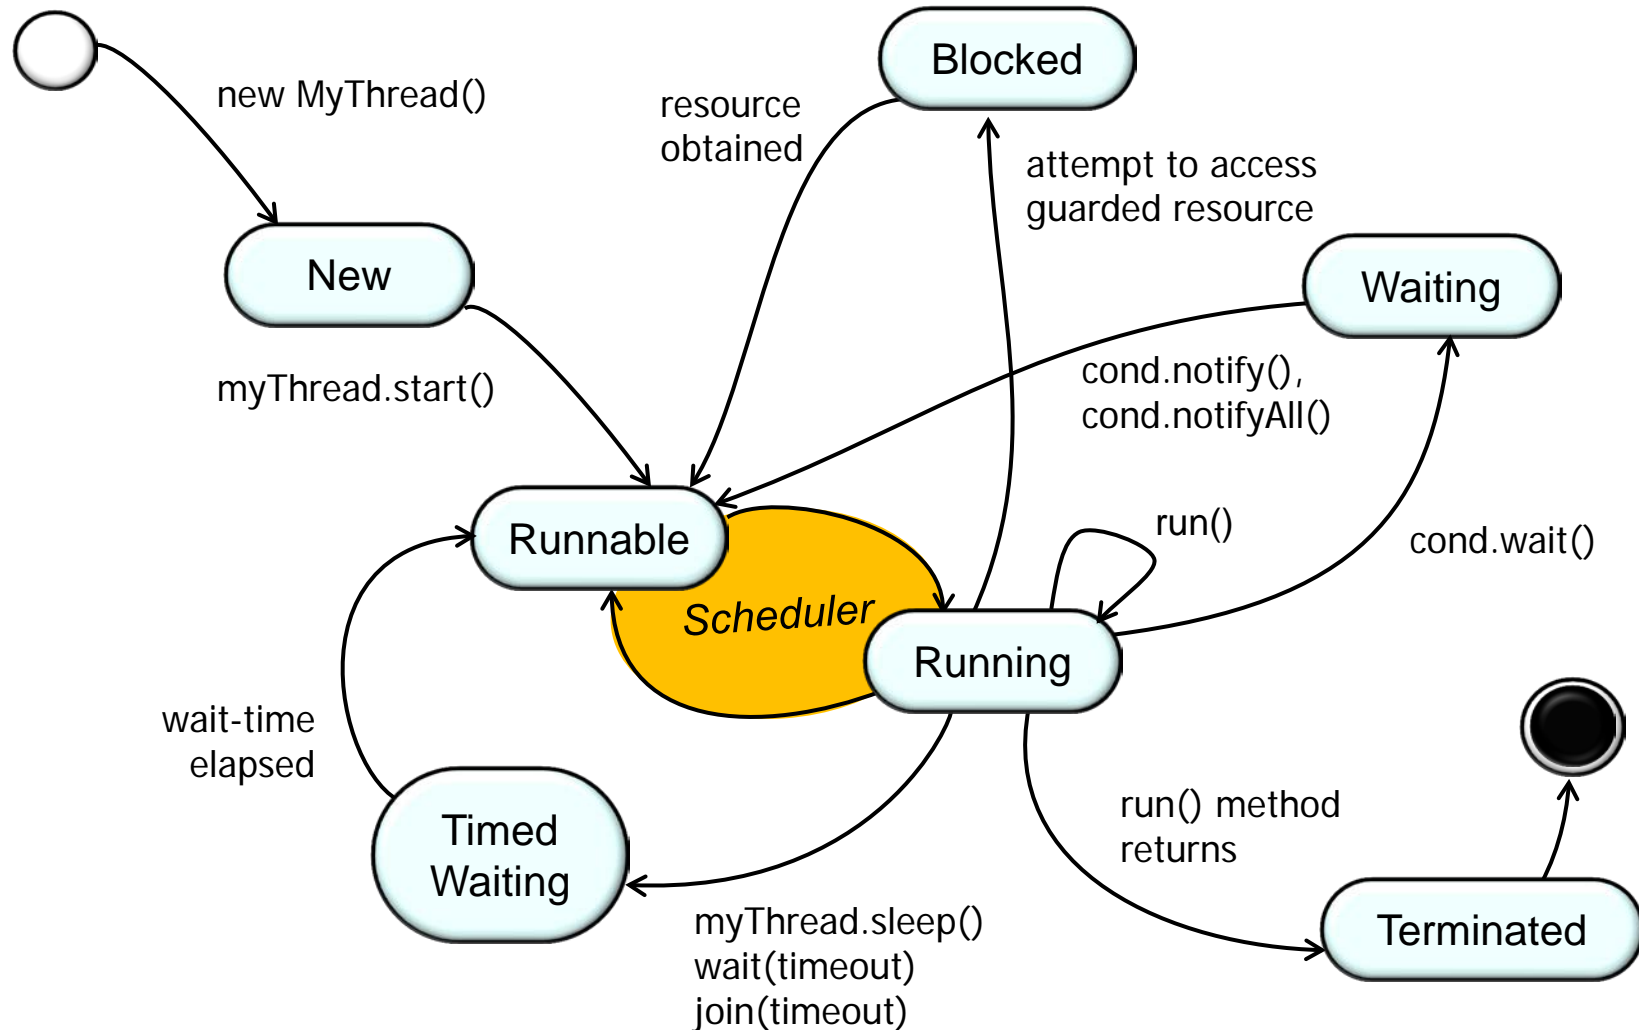 Blocked
new MyThread()
resource
obtained
attempt to access
guarded resource
New
Waiting
myThread.start()
cond.notify(),
cond.notifyAll()
Runnable
run()
cond.wait()
Scheduler
Running
wait-time
elapsed
Timed
Waiting
run() method
returns
myThread.sleep()
wait(timeout)
join(timeout)
Terminated